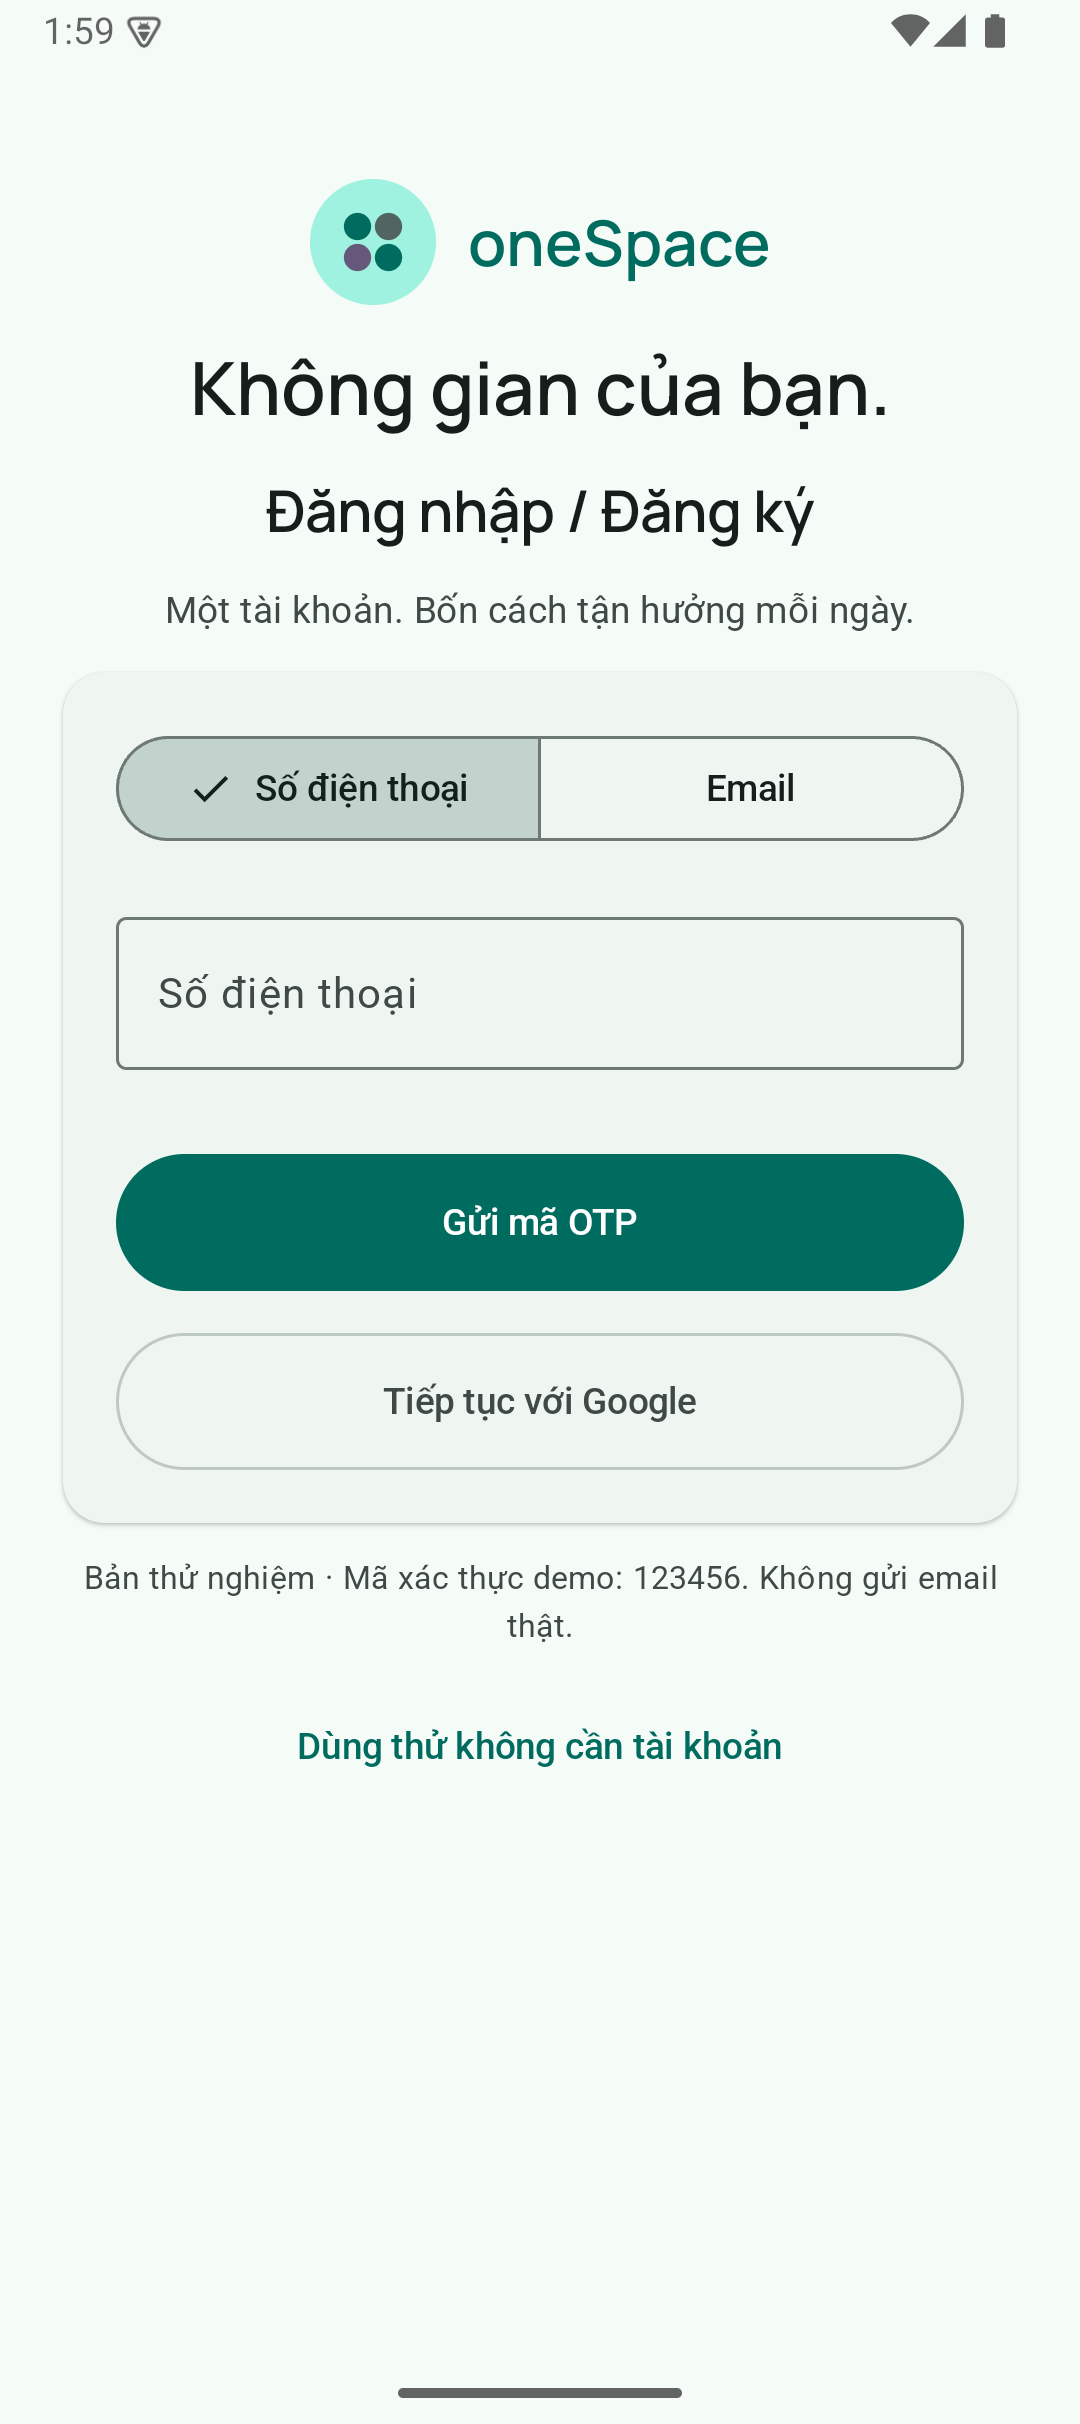 1:59
oneSpace
Không gian của bạn.
Đăng nhập / Đăng ký
Một tài khoản. Bốn cách tận hưởng mỗi ngày.
Số điện thoại
Email
Số điện thoại
Gửi mã OTP
Tiếp tục với Google
Bản thử nghiệm · Mã xác thực demo: 123456. Không gửi email
thật.
Dùng thử không cần tài khoản